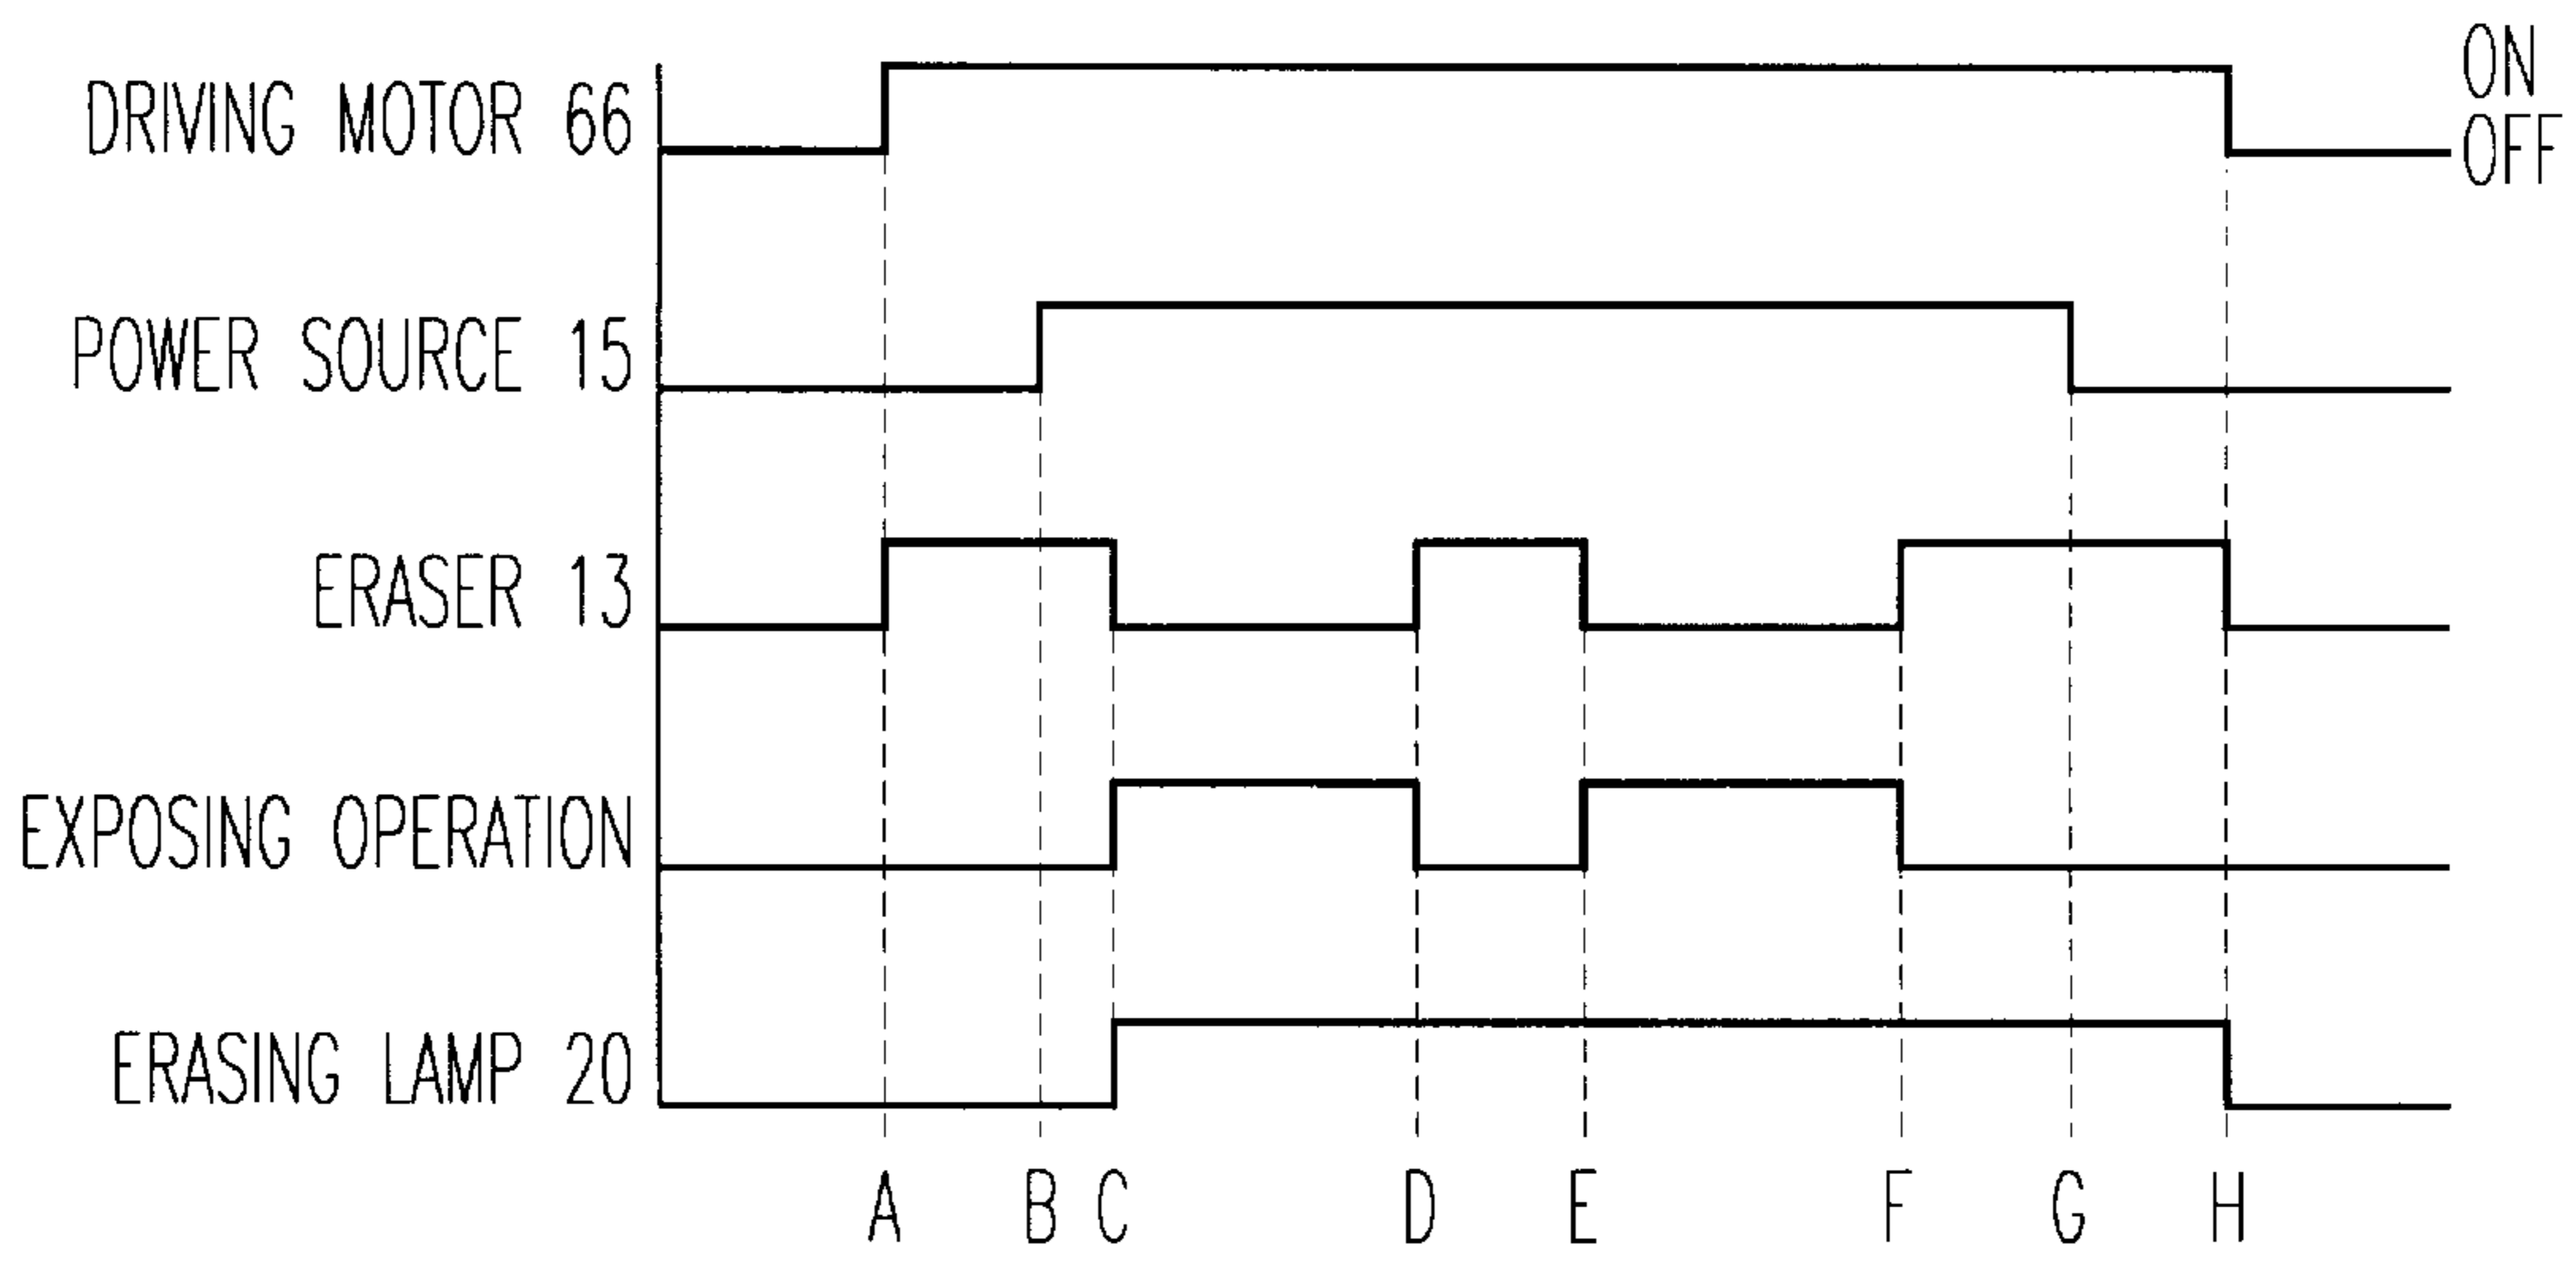 ON
DRIVING MOTOR 66
OFF
POWER SOURCE 15
ERASER 13
EXPOSING OPERATION
ERASING LAMP 20
A B C D E F G H